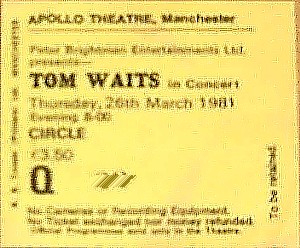 APOLLO THEATRE, Manchester
Peter Brightman Entertainments Ltd.
presents—
TOM WAITS in Concert
Thursday, 26th March 1981
Evening 8-00
CIRCLE
£3.50
Q
No Cameras or Recording Equipment.
No Ticket exchanged nor money refunded.
Official Programmes sold only in the theatre.
To be retained